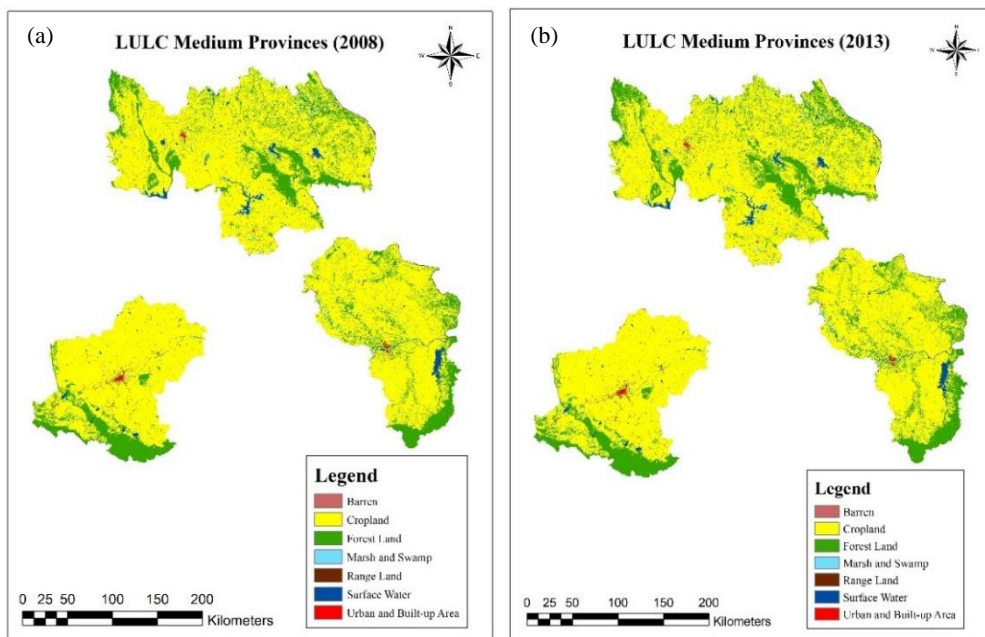 (a)
LULC Medium Provinces (2008)
N
W
E
S
Legend
Barren
Cropland
Forest Land
Marsh and Swamp
Range Land
Surface Water
Urban and Built-up Area
0 25 50 100 150 200
Kilometers
(b)
LULC Medium Provinces (2013)
N
W
S
Legend
Barren
Cropland
Forest Land
Marsh and Swamp
Range Land
Surface Water
Urban and Built-up Area
0 25 50 100 150 200
Kilometers